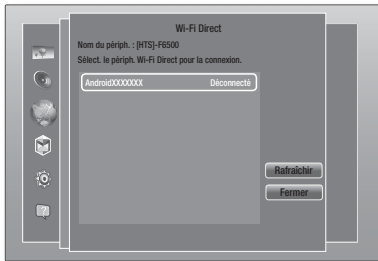 Wi-Fi Direct
Nom du périph. : [HTS]-F6500
Sélect. le périph. Wi-Fi Direct pour la connexion.
AndroidXXXXXXX Déconnecté
Rafraîchir
Fermer